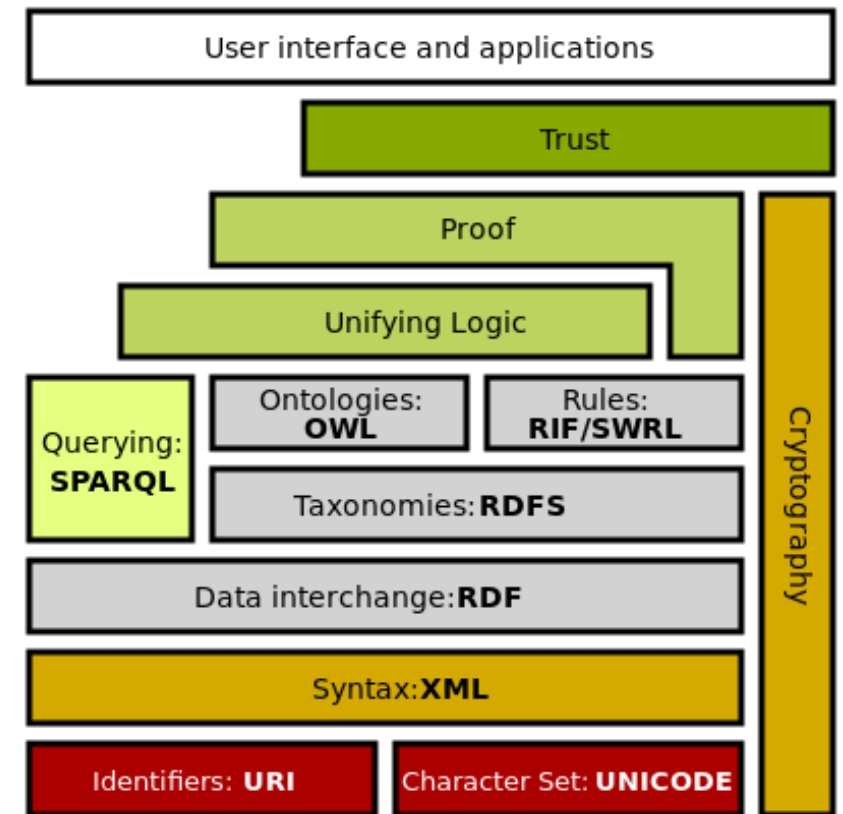 User interface and applications
Trust
Proof
Unifying Logic
Querying:
SPARQL
Ontologies:
OWL
Rules:
RIF/SWRL
Taxonomies: RDFS
Cryptography
Data interchange:RDF
Syntax:XML
Identifiers: URI
Character Set: UNICODE